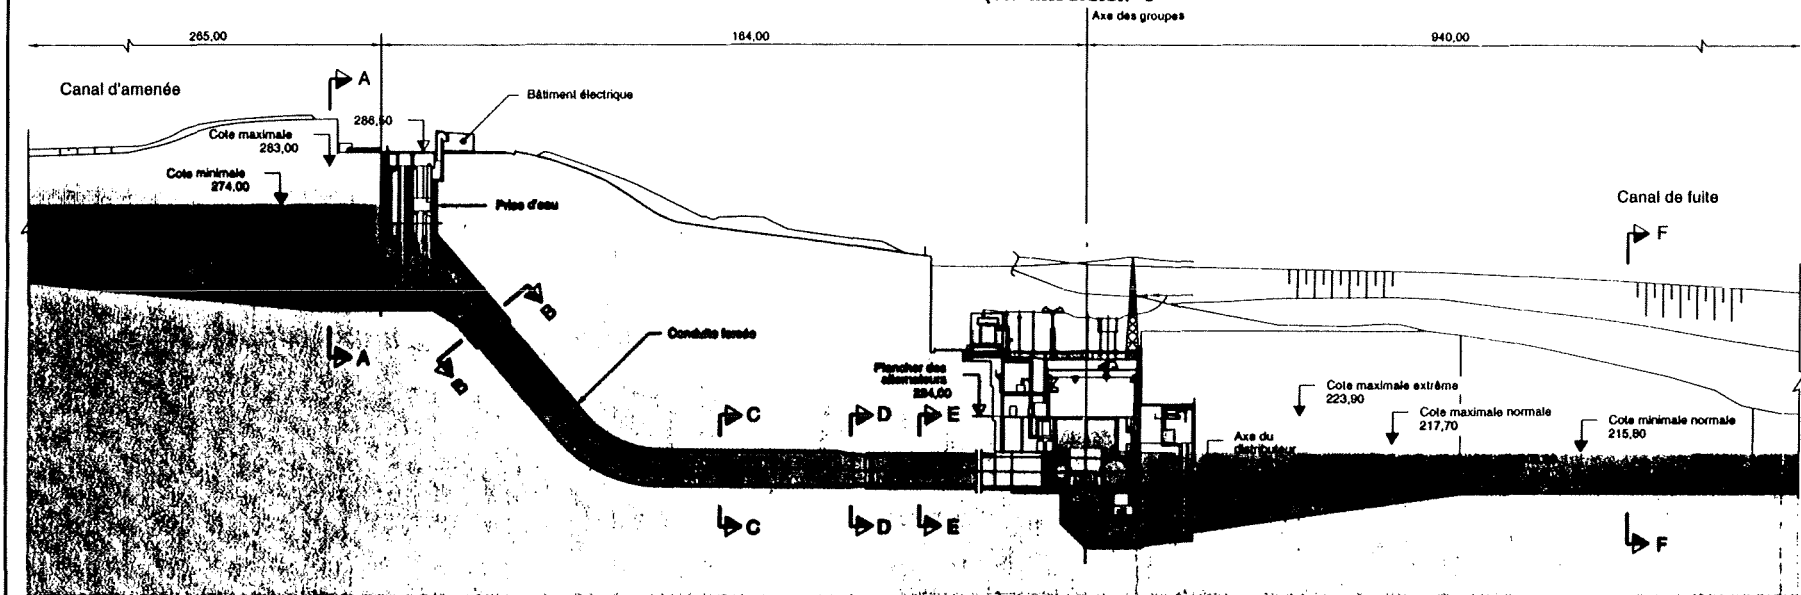 Axe des groupes
265,00
164,00
940,00
Canal d'amenée
A
Bâtiment électrique
286,50
Cote maximale
283,00
Cote minimale
274,00
Prise d'eau
Canal de fuite
F
B
Conduite forcée
A
B
Plancher des
alternateurs
C
D
E
Cote maximale extrême
223,90
Cote maximale normale
217,70
Cote minimale normale
215,80
Axe du
distributeur
C
D
E
F